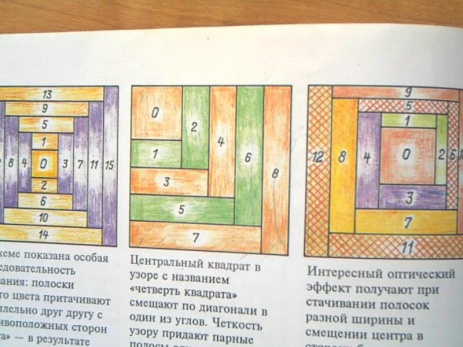 13
9
5
1
2 8 4 0 3 7 11 15
2
6
10
14
0 2 4 6 8
1
3
5
7
9
5
1
12 8 4 0 2 6
3
7
11
хеме показана особая
едовательность
вания: полоски
го цвета притачивают
ллельно друг другу с
ивоположных сторон
та» — в результате
Центральный квадрат в
узоре с названием
«четверть квадрата»
смещают по диагонали в
один из углов. Четкость
узору придают парные
Интересный оптический
эффект получают при
стачивании полосок
разной ширины и
смещении центра в